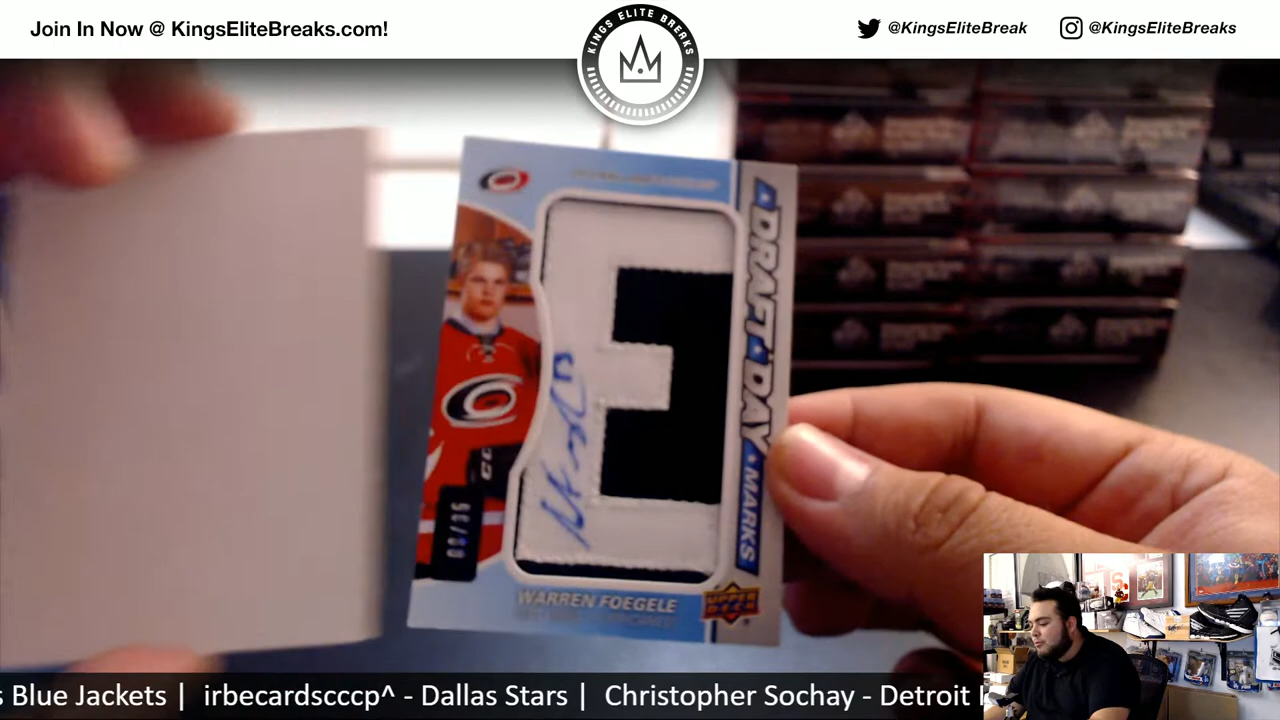 Join In Now @ KingsEliteBreaks.com!
KINGS ELITE BREAKS
@KingsEliteBreak
@KingsEliteBreaks
DRAFT DAY MARKS
E
WARREN FOEGELE
UPPER DECK
s Blue Jackets | irbecardscccp^ - Dallas Stars | Christopher Sochay - Detroit